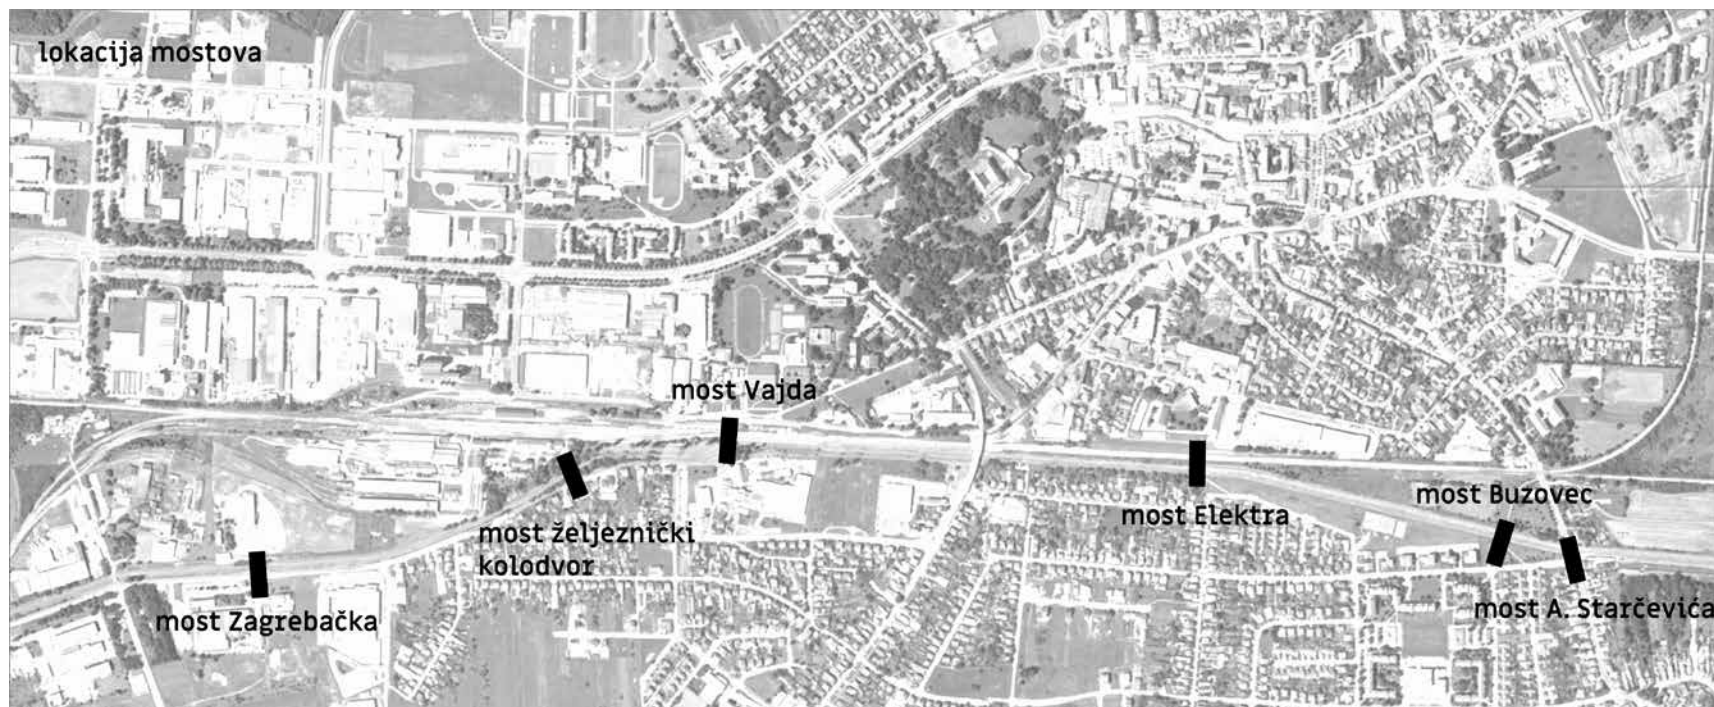 lokacija mostova
most Vajda
most željeznički
kolodvor
most Zagrebačka
most Elektra
most Buzovec
most A. Starčevića